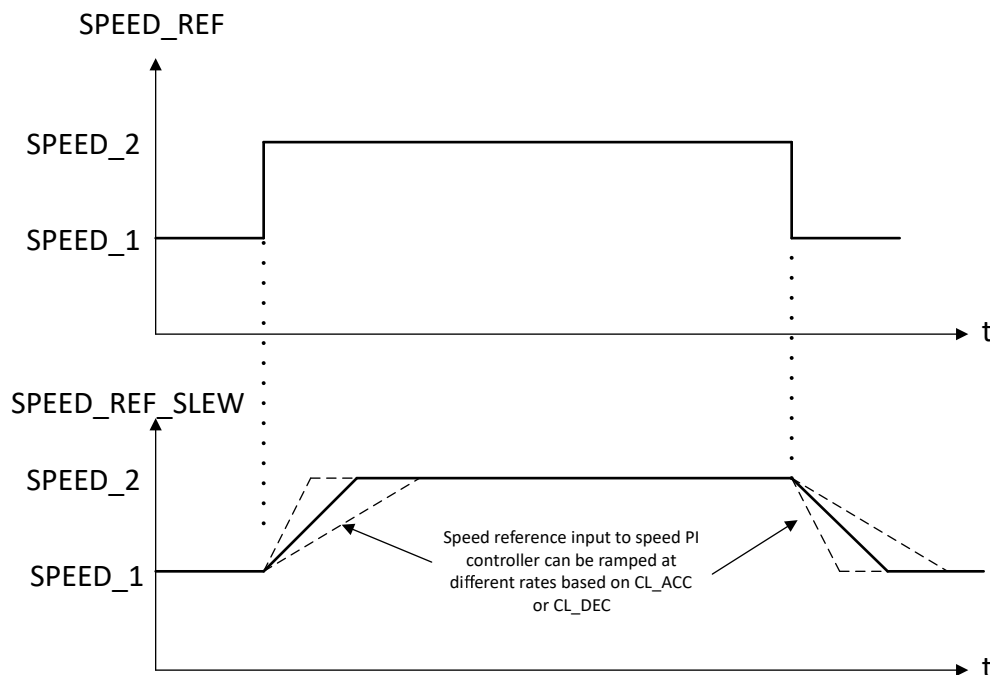 SPEED_REF
SPEED_2
SPEED_1
t
SPEED_REF_SLEW
SPEED_2
Speed reference input to speed PI
controller can be ramped at
different rates based on CL_ACC
or CL_DEC
SPEED_1
t